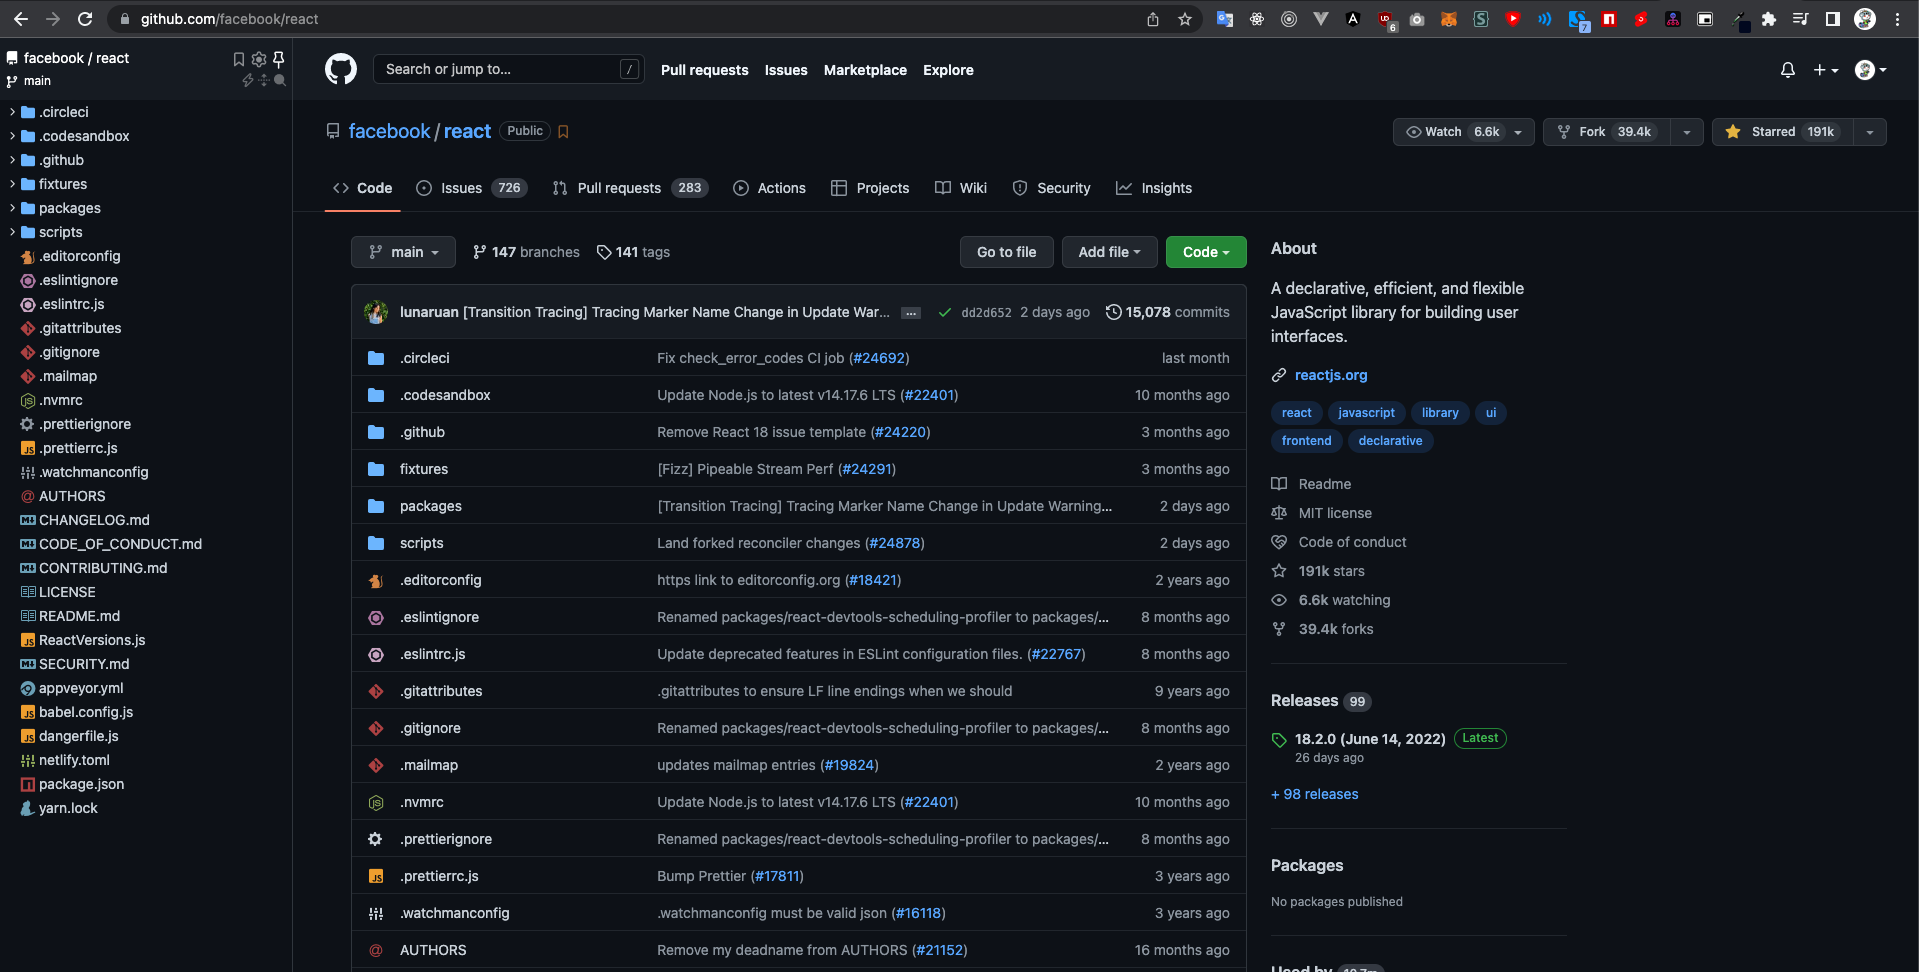 github.com/facebook/react
6
7
facebook / react
main
.circleci
.codesandbox
.github
fixtures
packages
scripts
.editorconfig
.eslintignore
.eslintrc.js
.gitattributes
.gitignore
.mailmap
.nvmrc
.prettierignore
.prettierrc.js
.watchmanconfig
AUTHORS
CHANGELOG.md
CODE_OF_CONDUCT.md
CONTRIBUTING.md
LICENSE
README.md
ReactVersions.js
SECURITY.md
appveyor.yml
babel.config.js
dangerfile.js
netlify.toml
package.json
yarn.lock
Search or jump to... / Pull requests Issues Marketplace Explore
facebook / react Public
Watch 6.6k Fork 39.4k Starred 191k
Code Issues 726 Pull requests 283 Actions Projects Wiki Security Insights
main 147 branches 141 tags Go to file Add file Code
lunaruan [Transition Tracing] Tracing Marker Name Change in Update War... ... dd2d652 2 days ago 15,078 commits
.circleci Fix check_error_codes CI job (#24692) last month
.codesandbox Update Node.js to latest v14.17.6 LTS (#22401) 10 months ago
.github Remove React 18 issue template (#24220) 3 months ago
fixtures [Fizz] Pipeable Stream Perf (#24291) 3 months ago
packages [Transition Tracing] Tracing Marker Name Change in Update Warning... 2 days ago
scripts Land forked reconciler changes (#24878) 2 days ago
.editorconfig https link to editorconfig.org (#18421) 2 years ago
.eslintignore Renamed packages/react-devtools-scheduling-profiler to packages/... 8 months ago
.eslintrc.js Update deprecated features in ESLint configuration files. (#22767) 8 months ago
.gitattributes .gitattributes to ensure LF line endings when we should 9 years ago
.gitignore Renamed packages/react-devtools-scheduling-profiler to packages/... 8 months ago
.mailmap updates mailmap entries (#19824) 2 years ago
.nvmrc Update Node.js to latest v14.17.6 LTS (#22401) 10 months ago
.prettierignore Renamed packages/react-devtools-scheduling-profiler to packages/... 8 months ago
.prettierrc.js Bump Prettier (#17811) 3 years ago
.watchmanconfig .watchmanconfig must be valid json (#16118) 3 years ago
AUTHORS Remove my deadname from AUTHORS (#21152) 16 months ago
About
A declarative, efficient, and flexible
JavaScript library for building user
interfaces.
reactjs.org
react javascript library ui
frontend declarative
Readme
MIT license
Code of conduct
191k stars
6.6k watching
39.4k forks
Releases 99
18.2.0 (June 14, 2022) Latest
26 days ago
+ 98 releases
Packages
No packages published
Used by